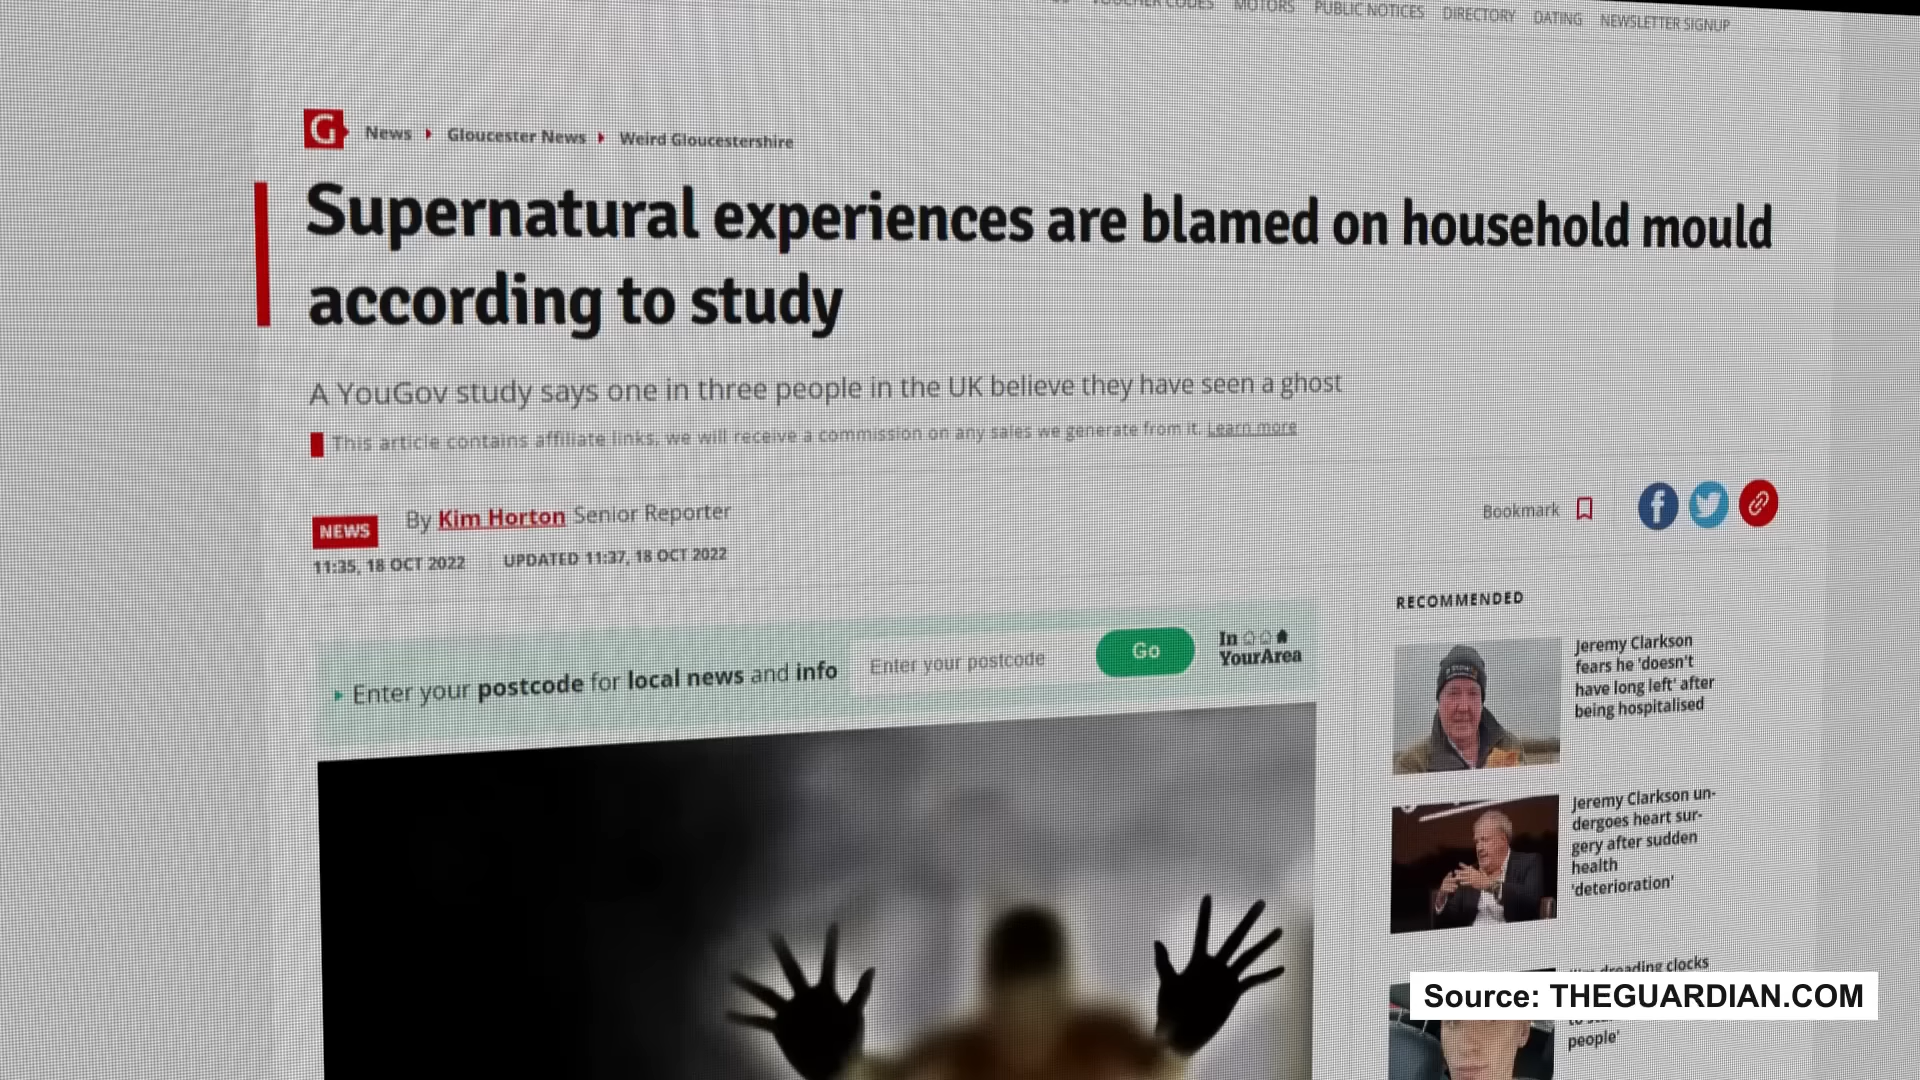 VOUCHER CODES MOTORS PUBLIC NOTICES DIRECTORY DATING NEWSLETTER SIGNUP
G News Gloucester News Weird Gloucestershire
Supernatural experiences are blamed on household mould
according to study
A YouGov study says one in three people in the UK believe they have seen a ghost
This article contains affiliate links, we will receive a commission on any sales we generate from it. Learn more
NEWS By Kim Horton Senior Reporter
11:35, 18 OCT 2022 UPDATED 11:37, 18 OCT 2022
Bookmark
Enter your postcode for local news and info
Enter your postcode
Go
In
YourArea
RECOMMENDED
Jeremy Clarkson
fears he 'doesn't
have long left' after
being hospitalised
Jeremy Clarkson un-
dergoes heart sur-
gery after sudden
health
'deterioration'
dreading clocks
people'
Source: THEGUARDIAN.COM